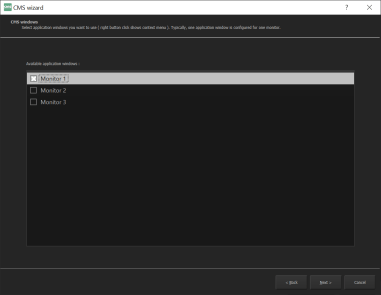 CMS wizard
?
CMS windows
Select application windows you want to use ( right button click shows context menu ). Typically, one application window is configured for one monitor.
Available application windows :
Monitor 1
Monitor 2
Monitor 3
< Back Next > Cancel